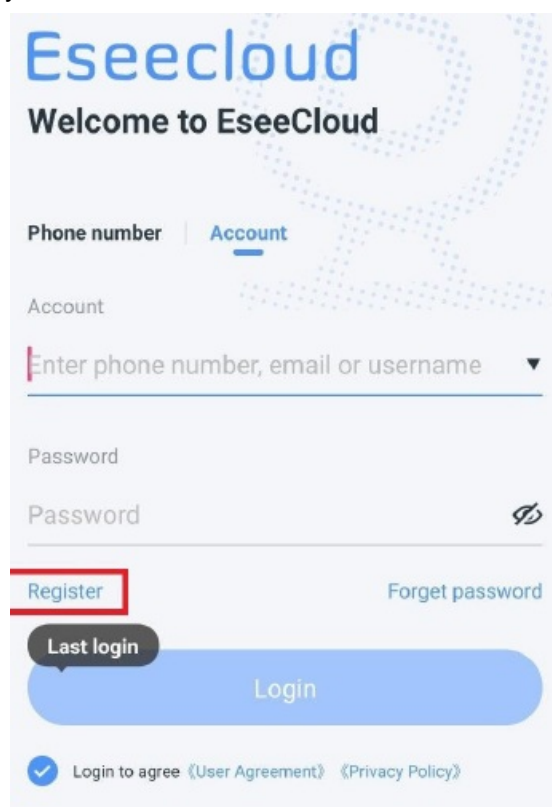 Eseecloud
Welcome to EseeCloud
Phone number Account
Account
Enter phone number, email or username
Password
Password
Register Forget password
Last login
Login
Login to agree 《User Agreement》 《Privacy Policy》